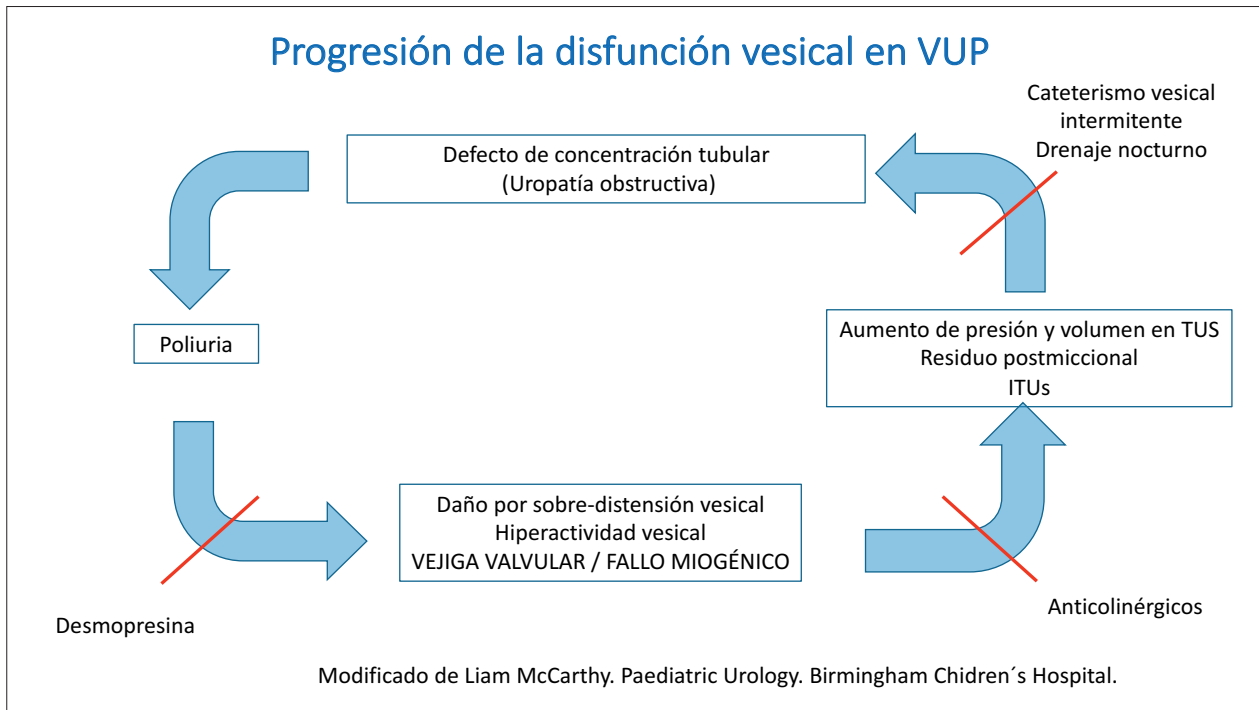 Progresión de la disfunción vesical en VUP
Cateterismo vesical
intermitente
Drenaje nocturno
Defecto de concentración tubular
(Uropatía obstructiva)
Poliuria
Aumento de presión y volumen en TUS
Residuo postmiccional
ITUs
Daño por sobre-distensión vesical
Hiperactividad vesical
VEJIGA VALVULAR / FALLO MIOGÉNICO
Desmopresina
Anticolinérgicos
Modificado de Liam McCarthy. Paediatric Urology. Birmingham Chidren´s Hospital.